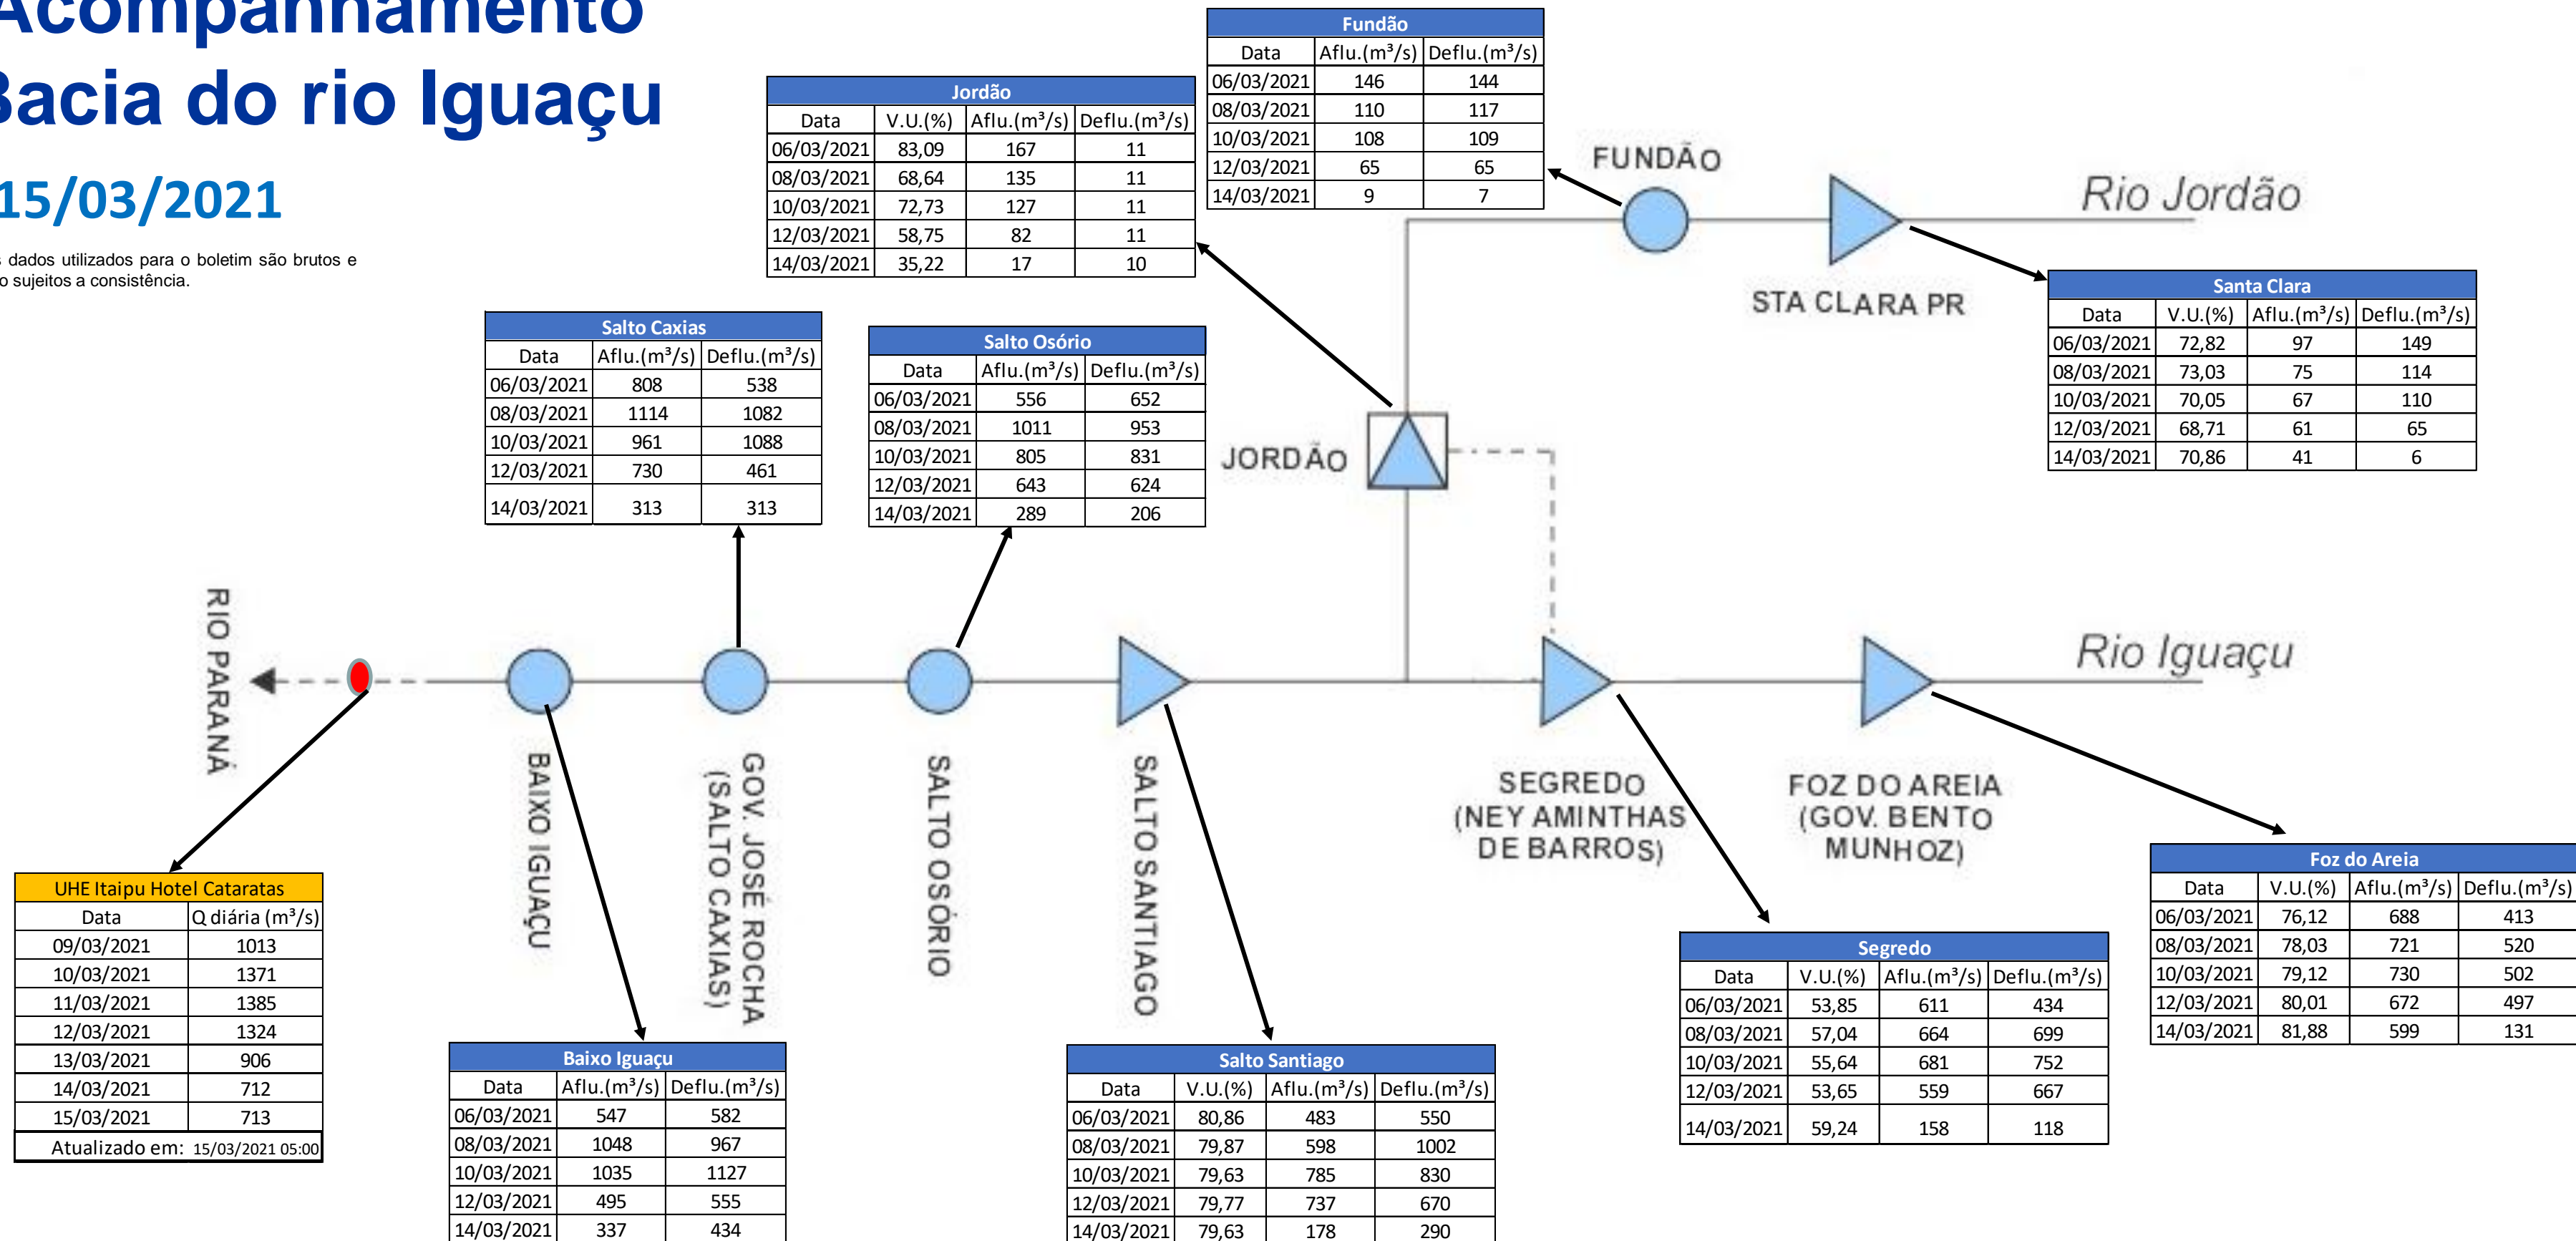 Acompanhamento
Bacia do rio Iguaçu
15/03/2021
dados utilizados para o boletim são brutos e
sujeitos a consistência.
Fundão
Data Aflu.(m³/s) Deflu.(m³/s)
06/03/2021 146 144
08/03/2021 110 117
10/03/2021 108 109
12/03/2021 65 65
14/03/2021 9 7
Jordão
Data V.U.(%) Aflu.(m³/s) Deflu.(m³/s)
06/03/2021 83,09 167 11
08/03/2021 68,64 135 11
10/03/2021 72,73 127 11
12/03/2021 58,75 82 11
14/03/2021 35,22 17 10
FUNDÃO
Rio Jordão
STA CLARA PR
Santa Clara
Data V.U.(%) Aflu.(m³/s) Deflu.(m³/s)
06/03/2021 72,82 97 149
08/03/2021 73,03 75 114
10/03/2021 70,05 67 110
12/03/2021 68,71 61 65
14/03/2021 70,86 41 6
Salto Caxias
Data Aflu.(m³/s) Deflu.(m³/s)
06/03/2021 808 538
08/03/2021 1114 1082
10/03/2021 961 1088
12/03/2021 730 461
14/03/2021 313 313
Salto Osório
Data Aflu.(m³/s) Deflu.(m³/s)
06/03/2021 556 652
08/03/2021 1011 953
10/03/2021 805 831
12/03/2021 643 624
14/03/2021 289 206
JORDÃO
RIO PARANÁ
Rio Iguaçu
BAIXO IGUAÇU
GOV. JOSÉ ROCHA
(SALTO CAXIAS)
SALTO OSÓRIO
SALTO SANTIAGO
SEGREDO
(NEY AMINTHAS
DE BARROS)
FOZ DO AREIA
(GOV. BENTO
MUNHOZ)
UHE Itaipu Hotel Cataratas
Data Q diária (m³/s)
09/03/2021 1013
10/03/2021 1371
11/03/2021 1385
12/03/2021 1324
13/03/2021 906
14/03/2021 712
15/03/2021 713
Atualizado em: 15/03/2021 05:00
Baixo Iguaçu
Data Aflu.(m³/s) Deflu.(m³/s)
06/03/2021 547 582
08/03/2021 1048 967
10/03/2021 1035 1127
12/03/2021 495 555
14/03/2021 337 434
Salto Santiago
Data V.U.(%) Aflu.(m³/s) Deflu.(m³/s)
06/03/2021 80,86 483 550
08/03/2021 79,87 598 1002
10/03/2021 79,63 785 830
12/03/2021 79,77 737 670
14/03/2021 79,63 178 290
Segredo
Data V.U.(%) Aflu.(m³/s) Deflu.(m³/s)
06/03/2021 53,85 611 434
08/03/2021 57,04 664 699
10/03/2021 55,64 681 752
12/03/2021 53,65 559 667
14/03/2021 59,24 158 118
Foz do Areia
Data V.U.(%) Aflu.(m³/s) Deflu.(m³/s)
06/03/2021 76,12 688 413
08/03/2021 78,03 721 520
10/03/2021 79,12 730 502
12/03/2021 80,01 672 497
14/03/2021 81,88 599 131